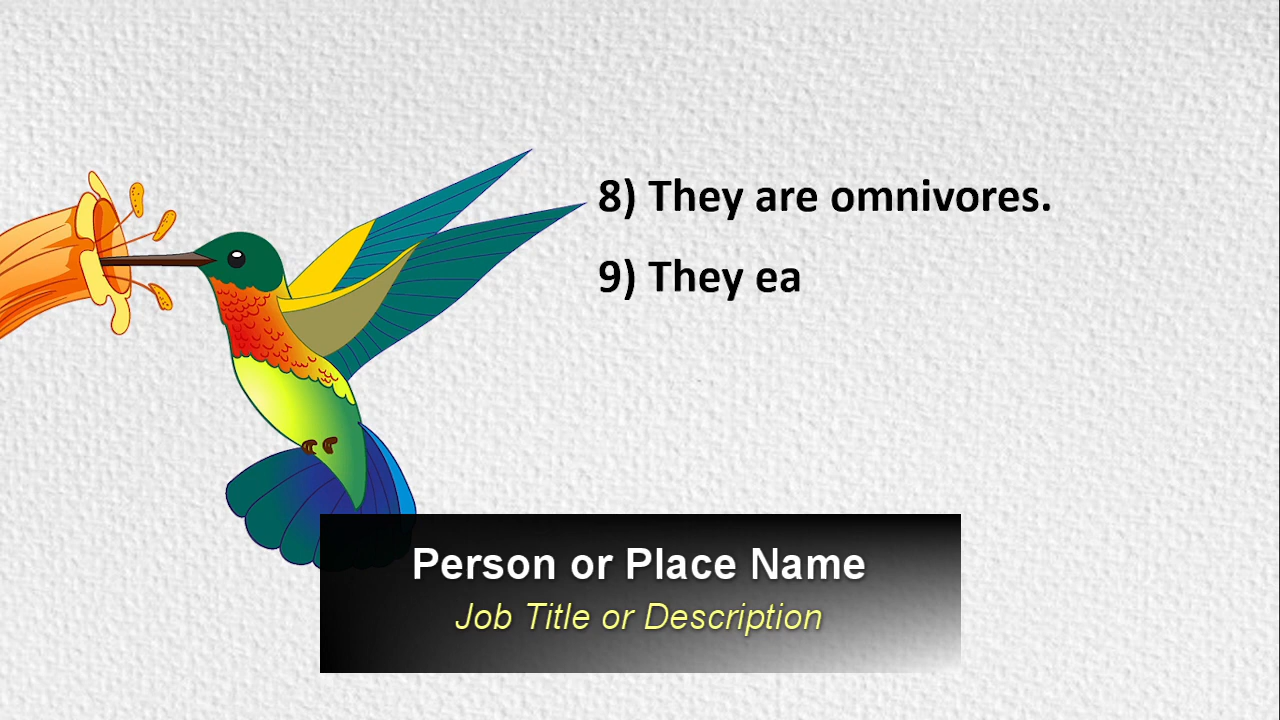 8) They are omnivores.
9) They ea
Person or Place Name
Job Title or Description